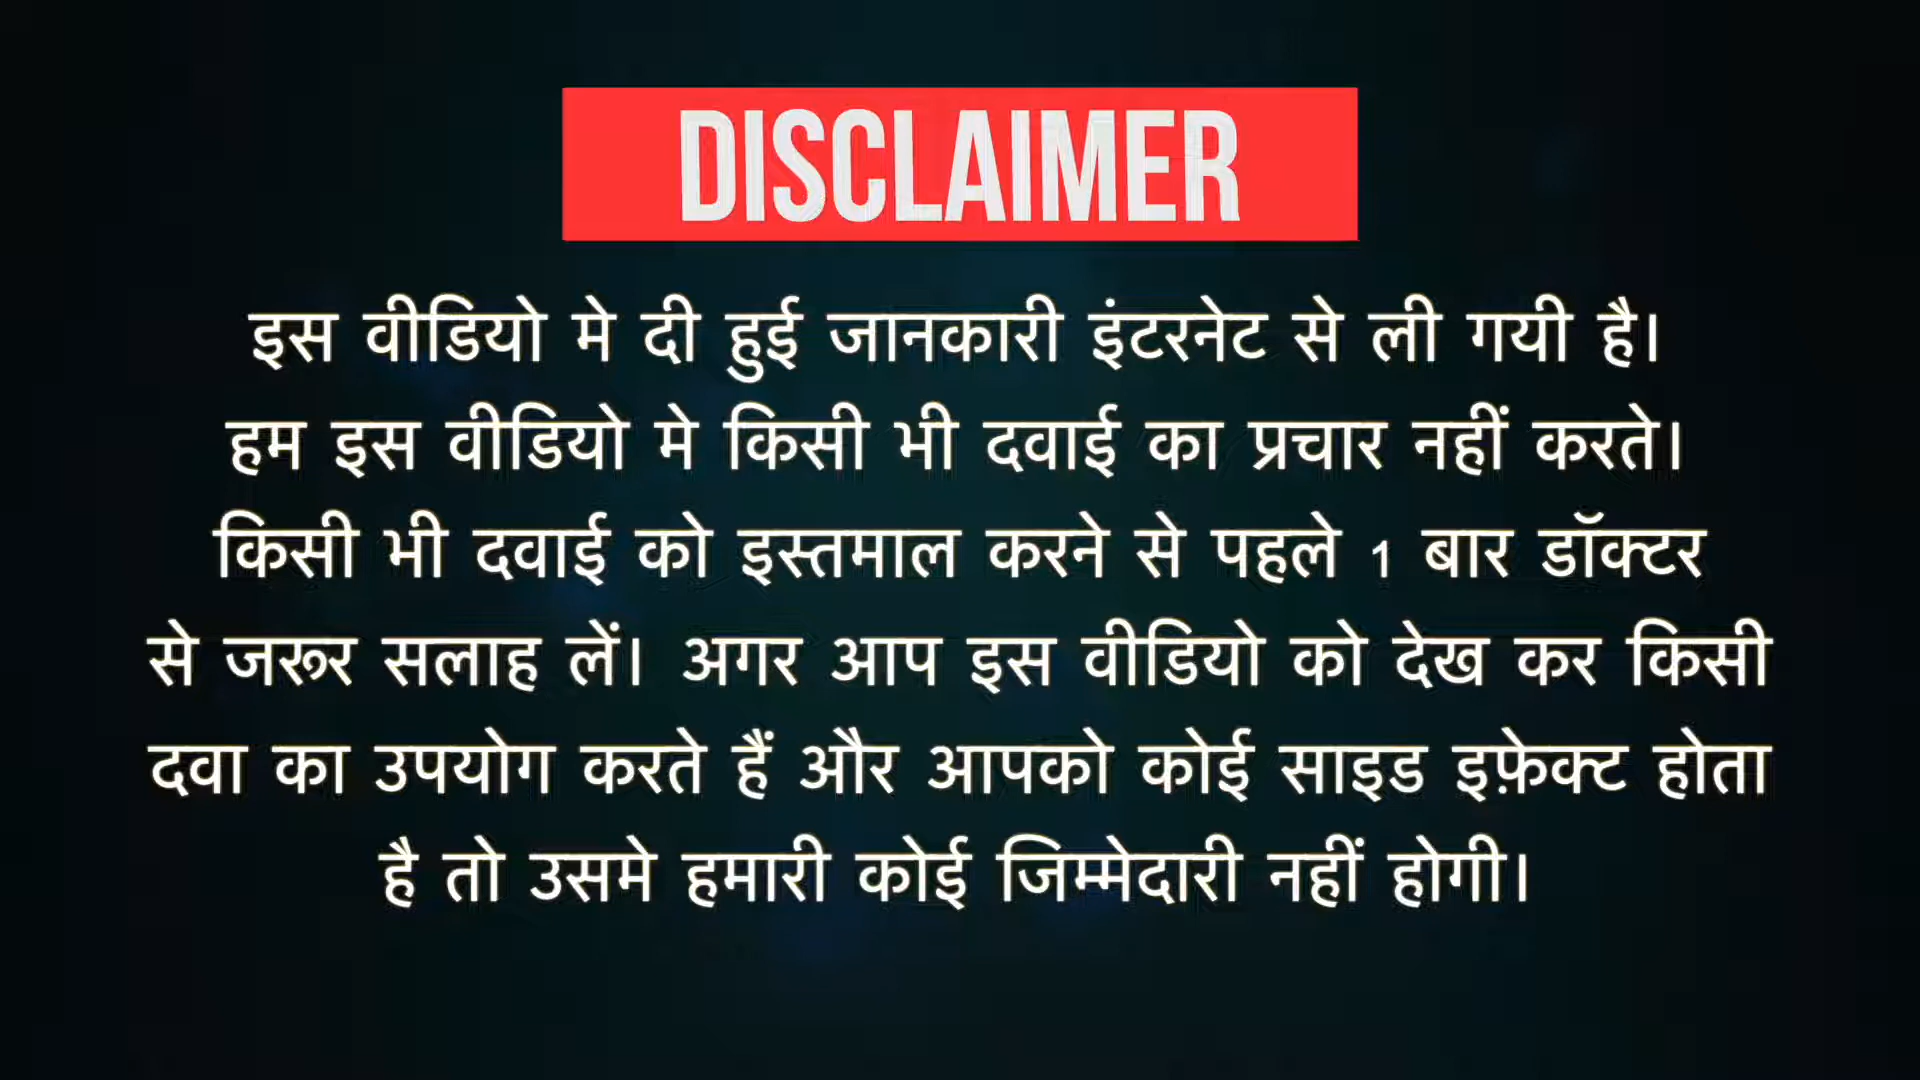 DISCLAIMER
इस वीडियो मे दी हुई जानकारी इंटरनेट से ली गयी है।
हम इस वीडियो मे किसी भी दवाई का प्रचार नहीं करते।
किसी भी दवाई को इस्तमाल करने से पहले 1 बार डॉक्टर
से जरूर सलाह लें। अगर आप इस वीडियो को देख कर किसी
दवा का उपयोग करते हैं और आपको कोई साइड इफ़ेक्ट होता
है तो उसमे हमारी कोई जिम्मेदारी नहीं होगी।